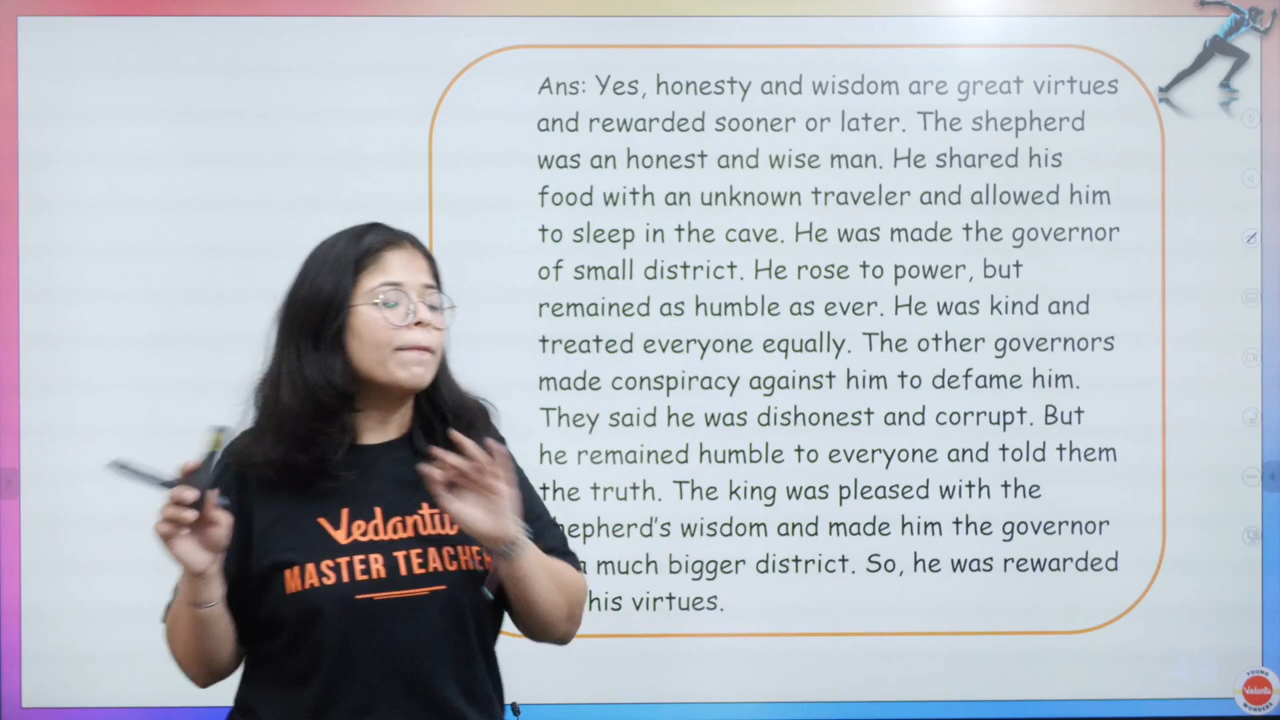 Ans: Yes, honesty and wisdom are great virtues
and rewarded sooner or later. The shepherd
was an honest and wise man. He shared his
food with an unknown traveler and allowed him
to sleep in the cave. He was made the governor
of small district. He rose to power, but
remained as humble as ever. He was kind and
treated everyone equally. The other governors
made conspiracy against him to defame him.
They said he was dishonest and corrupt. But
he remained humble to everyone and told them
the truth. The king was pleased with the
shepherd's wisdom and made him the governor
much bigger district. So, he was rewarded
his virtues.
Vedantu
MASTER TEACHER
YOUNG
Vedantu
WONDERS